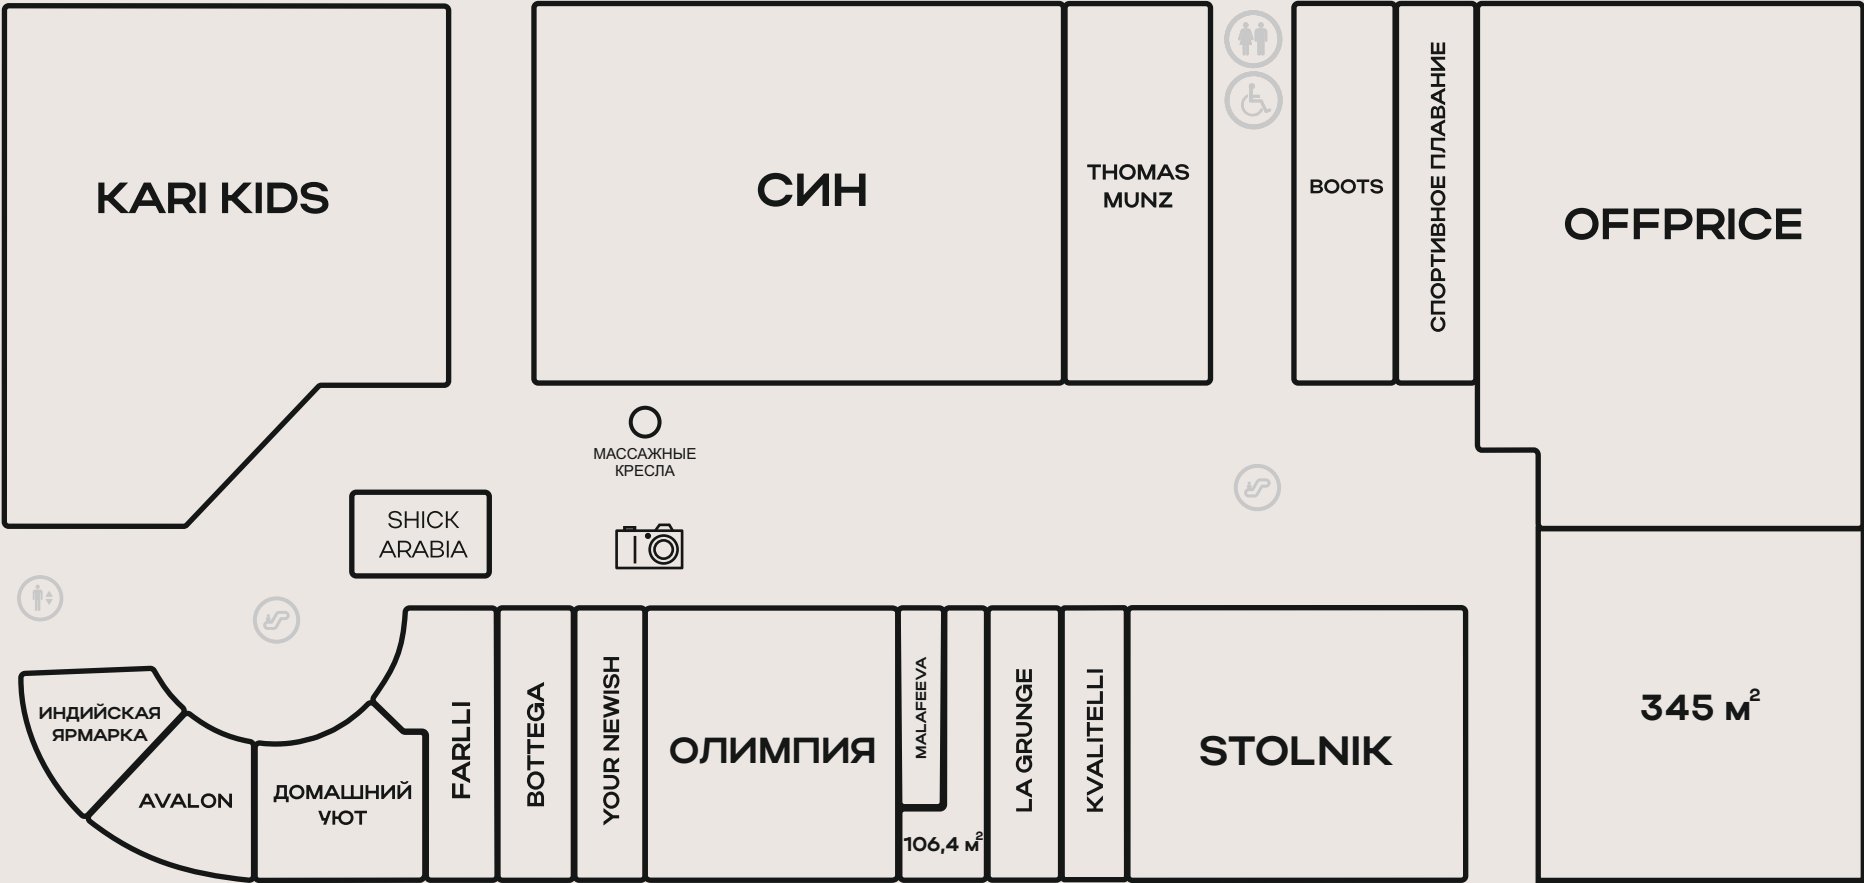 KARI KIDS
СИН
THOMAS
MUNZ
BOOTS
СПОРТИВНОЕ ПЛАВАНИЕ
OFFPRICE
МАССАЖНЫЕ
КРЕСЛА
SHICK
ARABIA
345 м²
ИНДИЙСКАЯ
ЯРМАРКА
AVALON
ДОМАШНИЙ
УЮТ
FARLLI
BOTTEGA
YOUR NEWISH
ОЛИМПИЯ
MALAFEEVA
106,4 м²
LA GRUNGE
KVALITELLI
STOLNIK